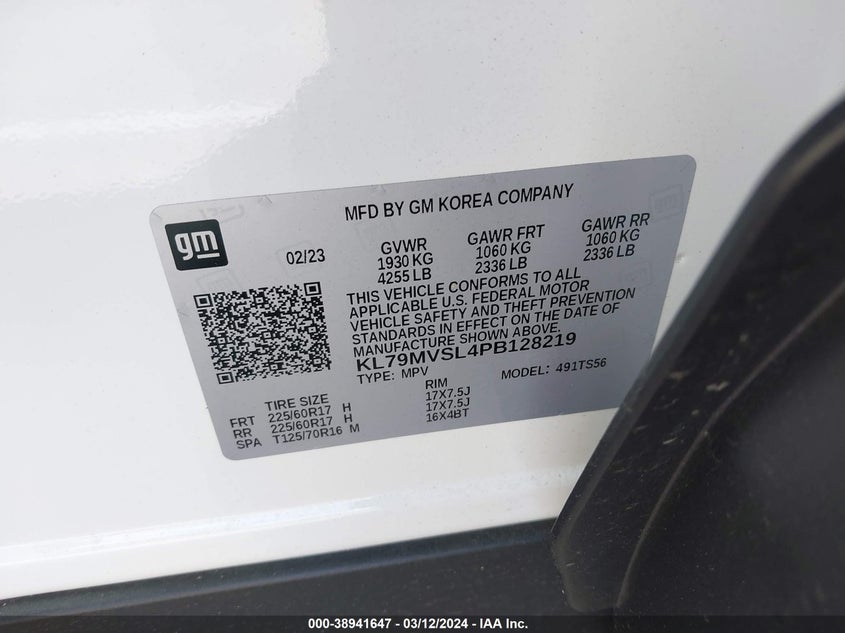 MFD BY GM KOREA COMPANY
gm
02/23
GVWR
1930 KG
4255 LB
GAWR FRT
1060 KG
2336 LB
GAWR RR
1060 KG
2336 LB
THIS VEHICLE CONFORMS TO ALL
APPLICABLE U.S. FEDERAL MOTOR
VEHICLE SAFETY AND THEFT PREVENTION
STANDARDS IN EFFECT ON THE DATE OF
MANUFACTURE SHOWN ABOVE.
KL79MVSL4PB128219
TYPE: MPV MODEL: 491TS56
TIRE SIZE RIM
FRT 225/60R17 H 17X7.5J
RR 225/60R17 H 17X7.5J
SPA T125/70R16 M 16X4BT
000-38941647 - 03/12/2024 - IAA Inc.